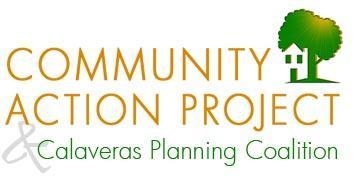 COMMUNITY
ACTION PROJECT
& Calaveras Planning Coalition